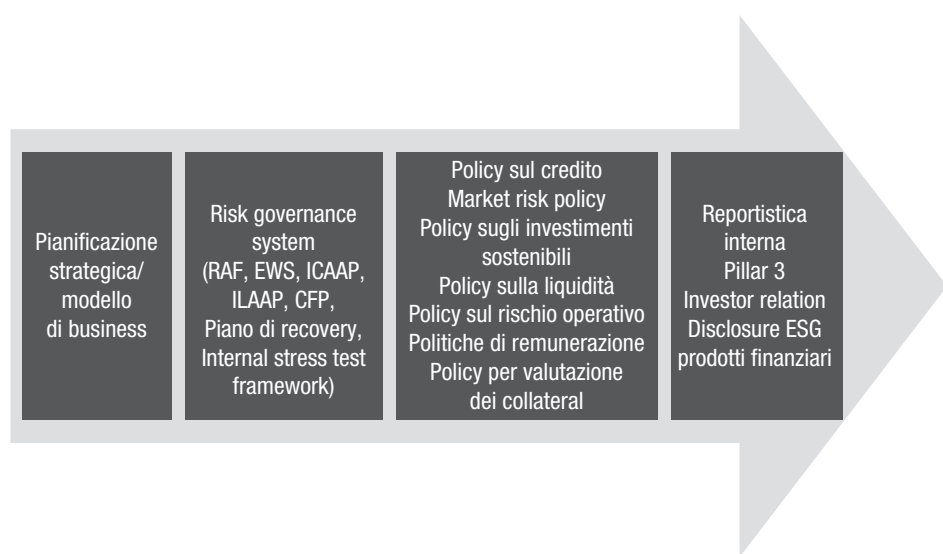 Pianificazione
strategica/
modello
di business
Risk governance
system
(RAF, EWS, ICAAP,
ILAAP, CFP,
Piano di recovery,
Internal stress test
framework)
Policy sul credito
Market risk policy
Policy sugli investimenti
sostenibili
Policy sulla liquidità
Policy sul rischio operativo
Politiche di remunerazione
Policy per valutazione
dei collateral
Reportistica
interna
Pillar 3
Investor relation
Disclosure ESG
prodotti finanziari